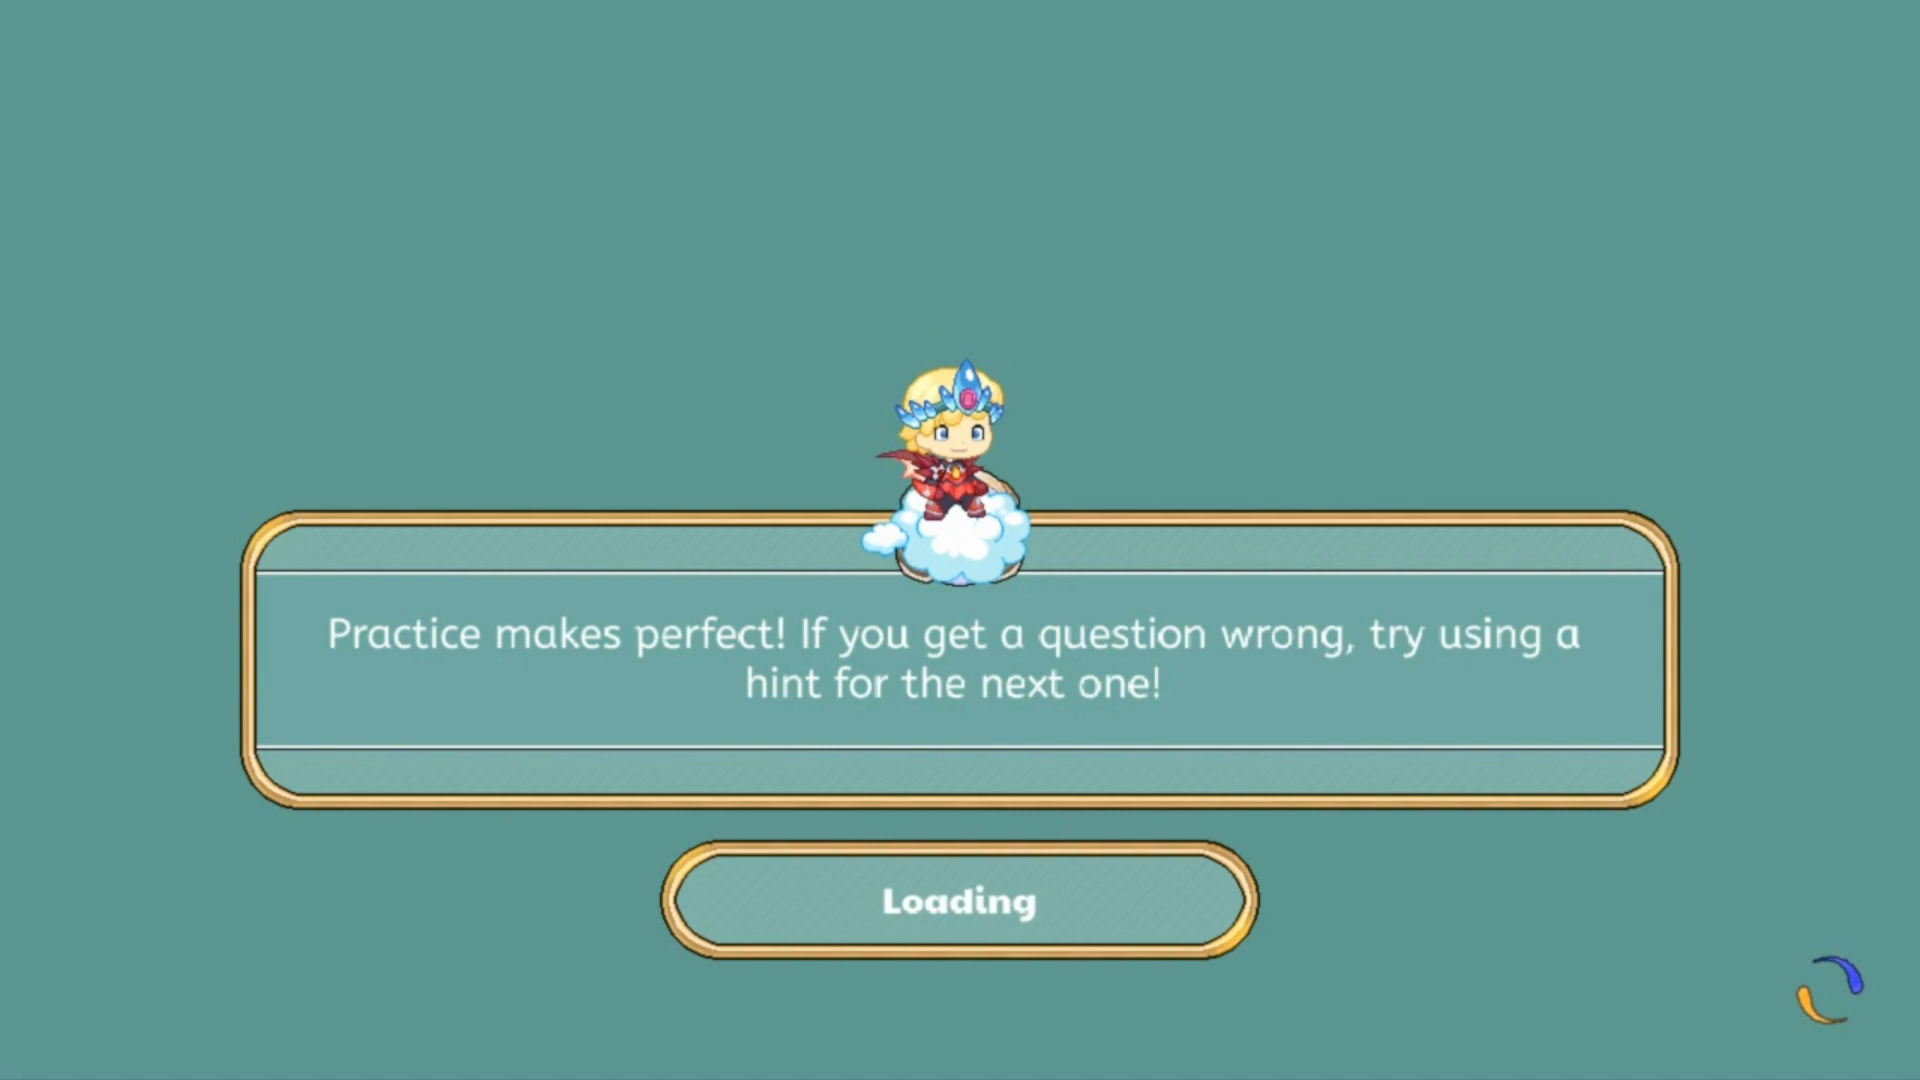 Practice makes perfect! If you get a question wrong, try using a
hint for the next one!
Loading